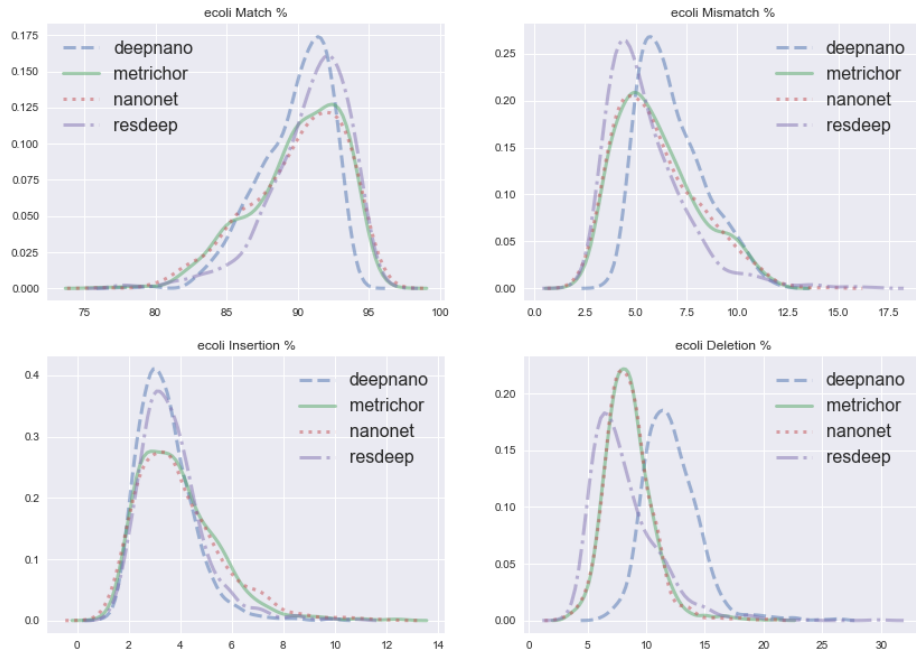 ecoli Match %
0.175
0.150
0.125
0.100
0.075
0.050
0.025
0.000
deepnano
metrichor
nanonet
resdeep
75 80 85 90 95 100
ecoli Mismatch %
0.25
0.20
0.15
0.10
0.05
0.00
deepnano
metrichor
nanonet
resdeep
0.0 2.5 5.0 7.5 10.0 12.5 15.0 17.5
ecoli Insertion %
0.4
0.3
0.2
0.1
0.0
deepnano
metrichor
nanonet
resdeep
0 2 4 6 8 10 12 14
ecoli Deletion %
0.20
0.15
0.10
0.05
0.00
deepnano
metrichor
nanonet
resdeep
0 5 10 15 20 25 30